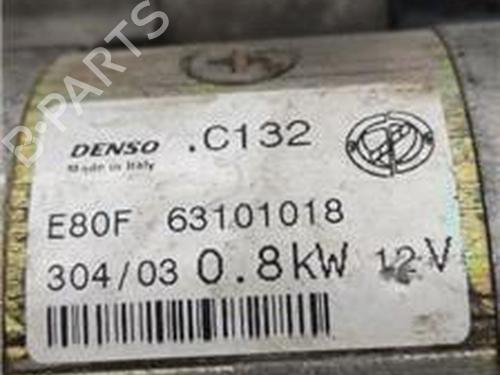 B-PARTS
DENSO .C132
Made in Italy
E80F 63101018
304/03 0.8kW 12V